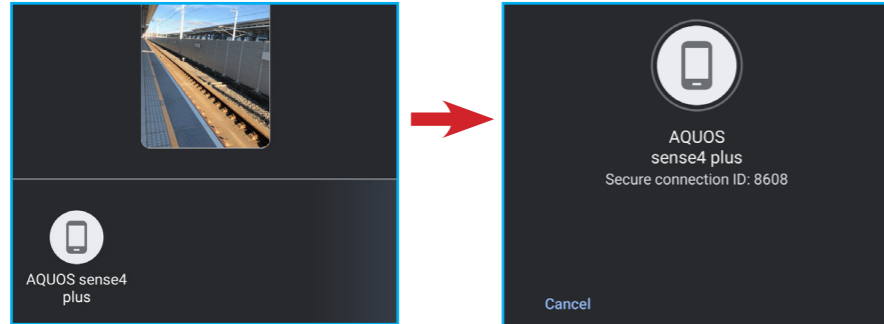 AQUOS sense4
plus
AQUOS
sense4 plus
Secure connection ID: 8608
Cancel